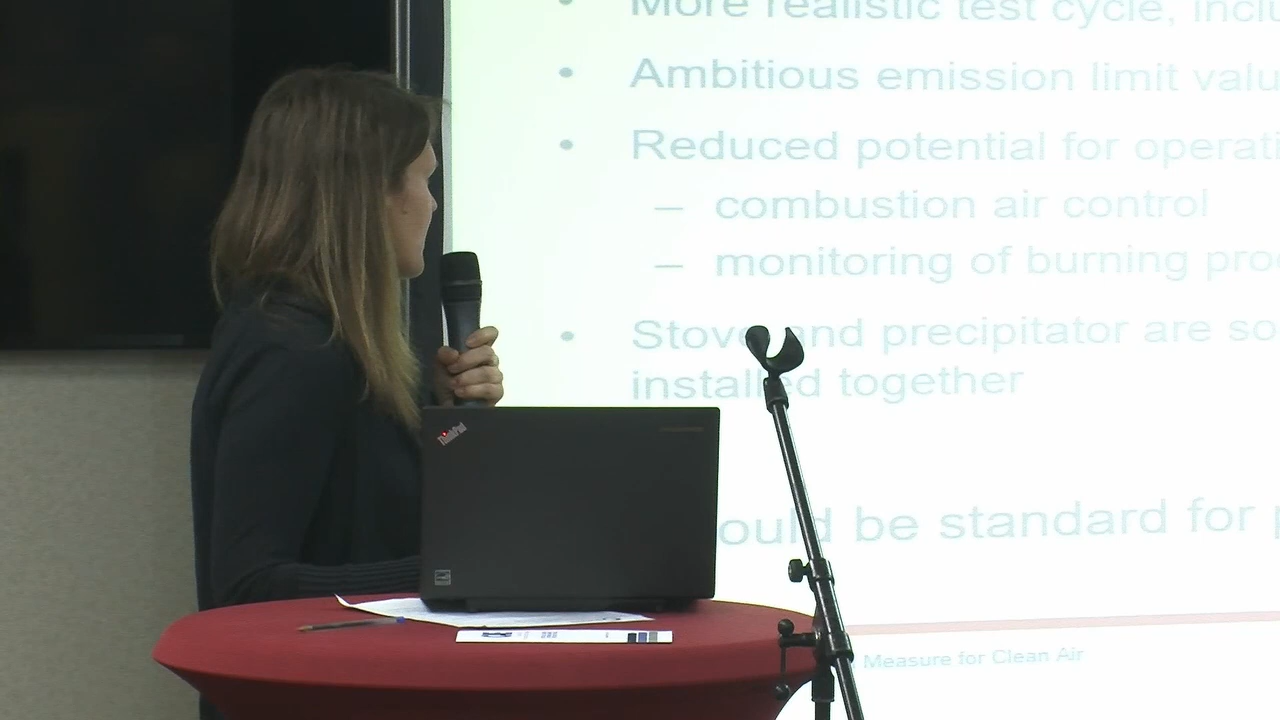 • More realistic test cycle, inclu
• Ambitious emission limit valu
• Reduced potential for operati
– combustion air control
– monitoring of burning pro
• Stove and precipitator are so
installed together
ould be standard for p
Measure for Clean Air
ThinkPad